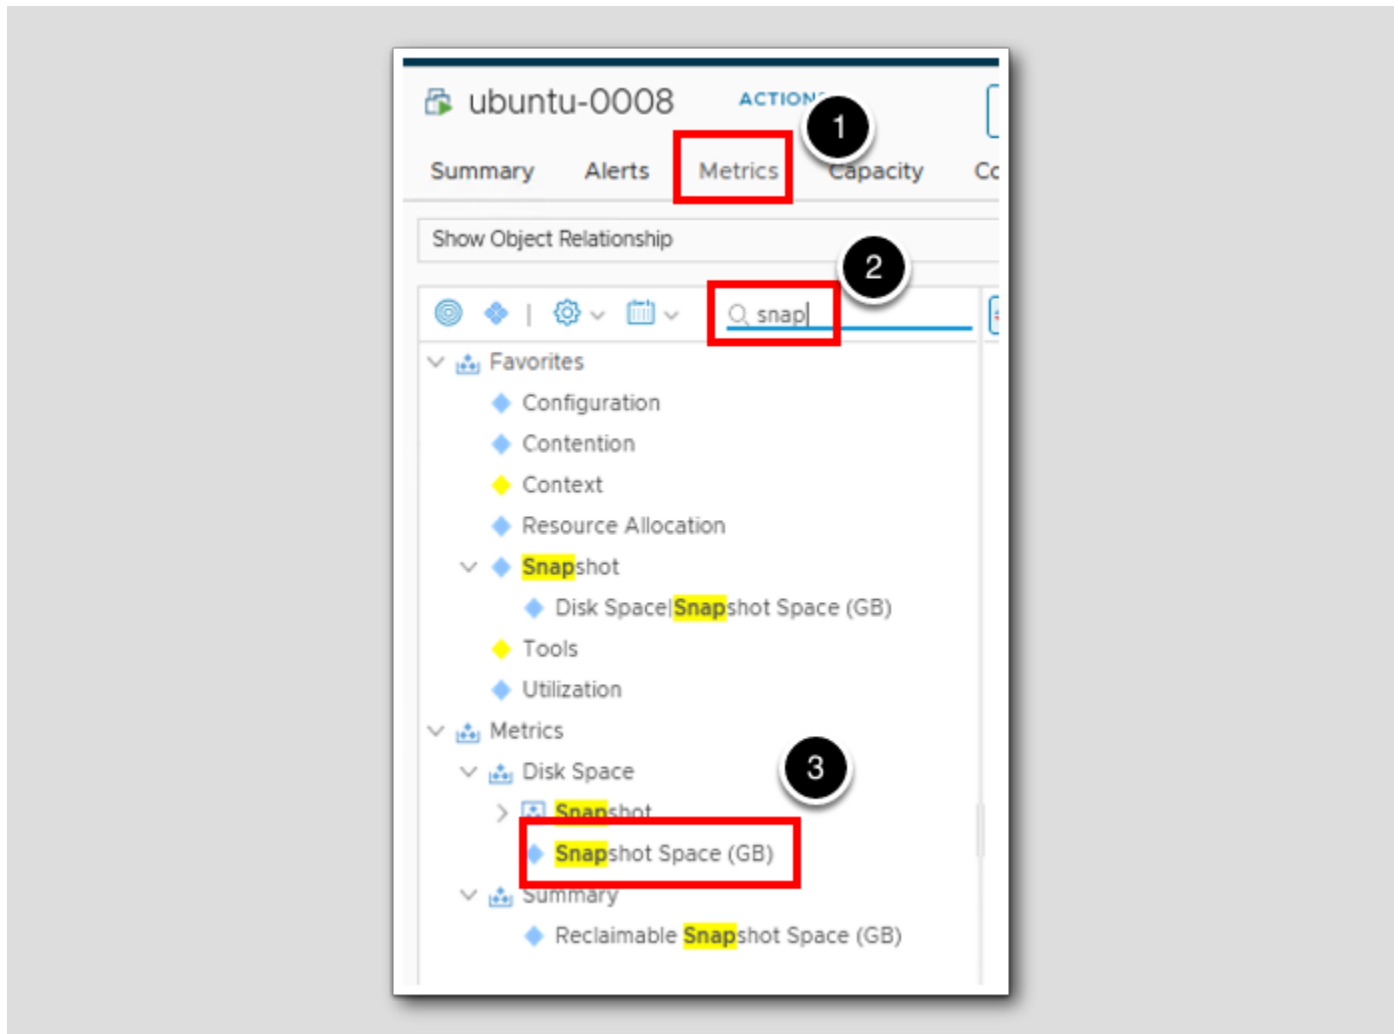 ubuntu-0008 ACTIONS
1
Summary Alerts Metrics Capacity
Show Object Relationship
2
snap
Favorites
Configuration
Contention
Context
Resource Allocation
Snapshot
Disk Space|Snapshot Space (GB)
Tools
Utilization
Metrics
3
Disk Space
Snapshot
Snapshot Space (GB)
Summary
Reclaimable Snapshot Space (GB)